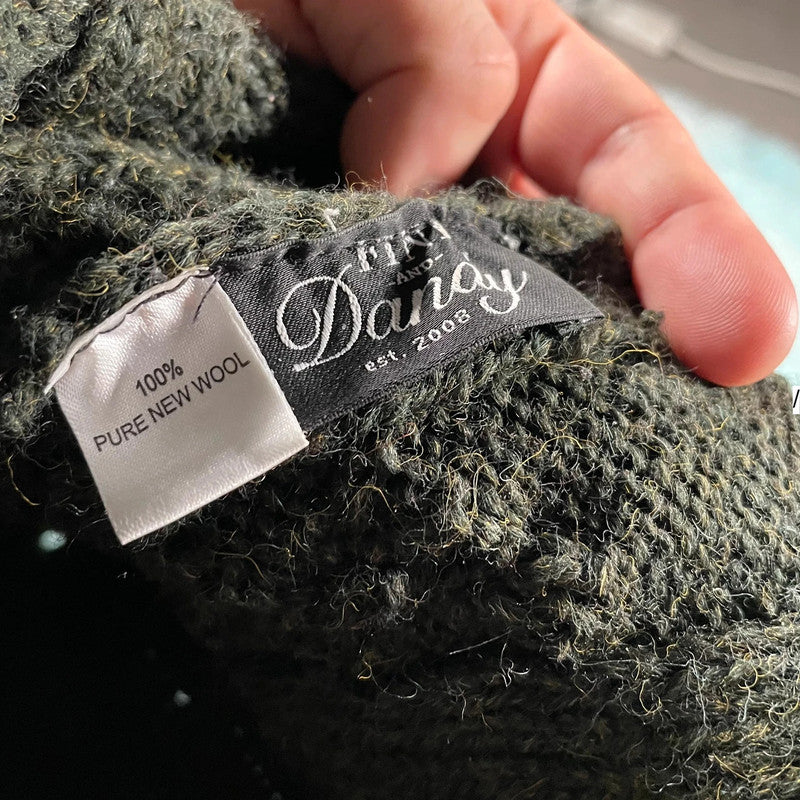 100%
PURE NEW WOOL
FINE
-AND-
Dandy
est. 2008